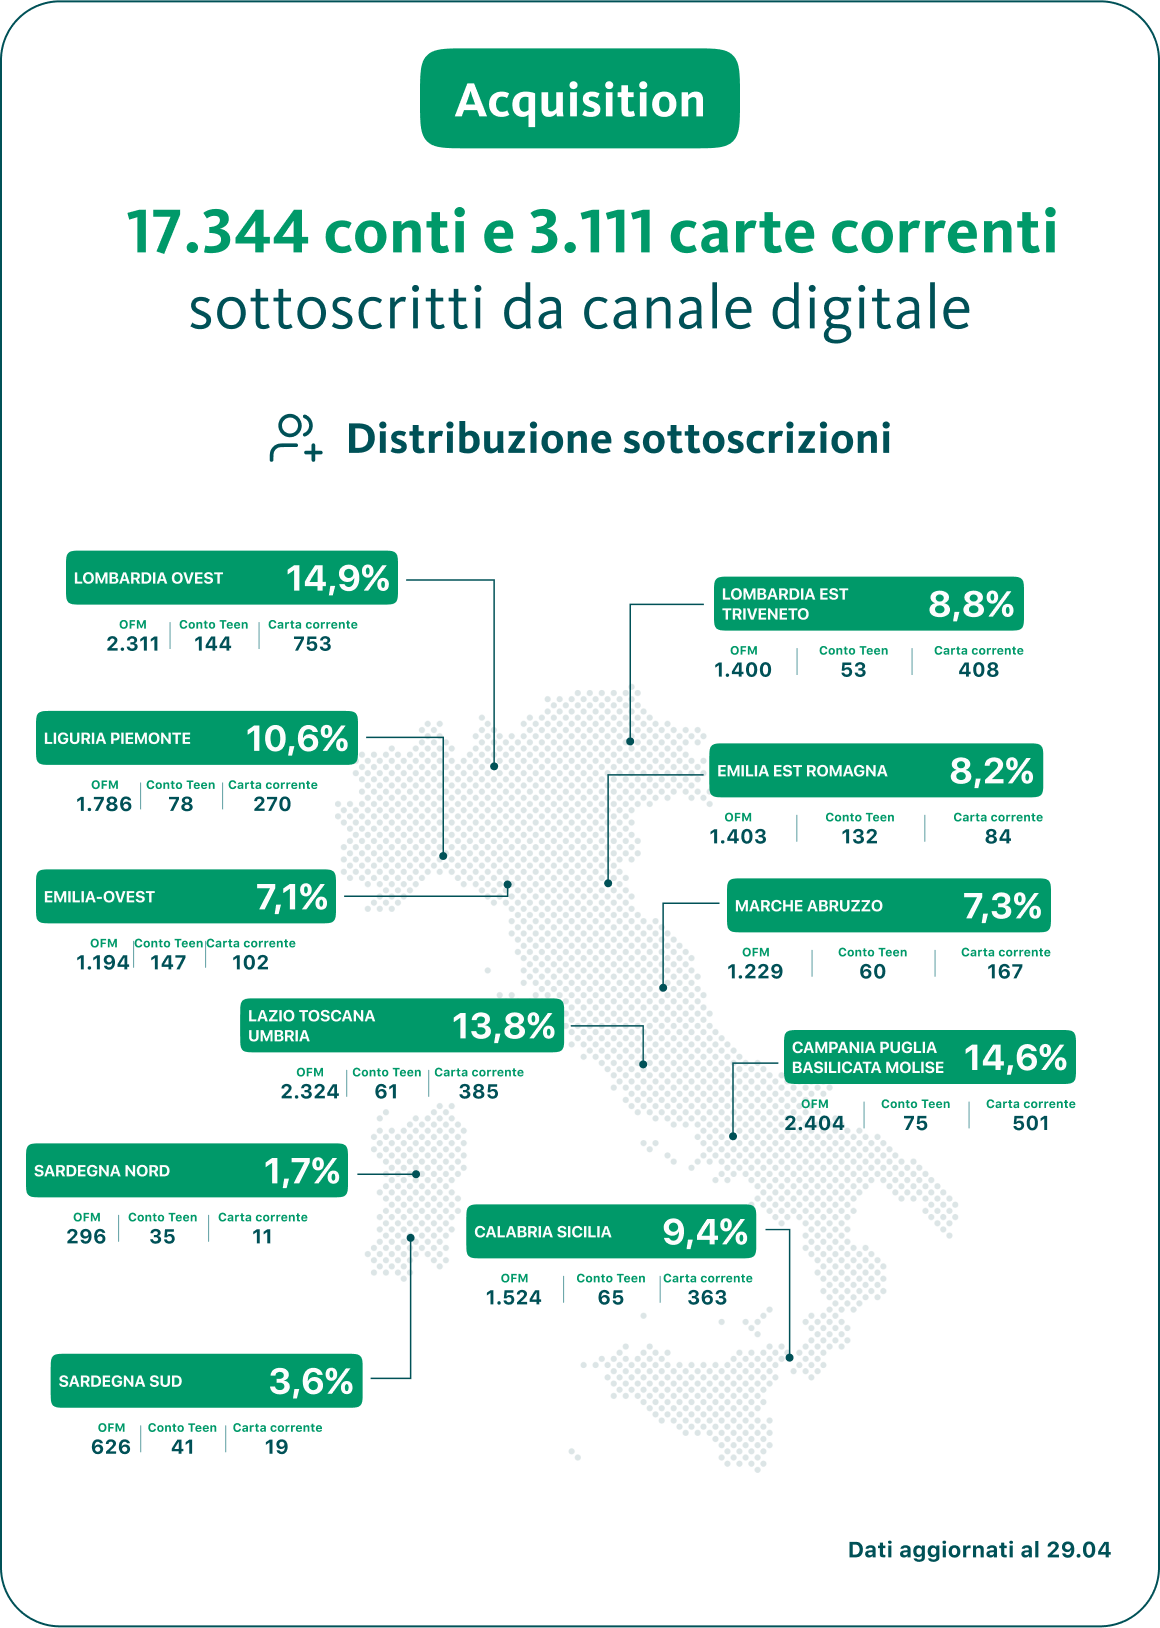 Acquisition
17.344 conti e 3.111 carte correnti
sottoscritti da canale digitale
Distribuzione sottoscrizioni
LOMBARDIA OVEST 14,9%
OFM Conto Teen Carta corrente
2.311 144 753
LOMBARDIA EST
TRIVENETO
8,8%
OFM Conto Teen Carta corrente
1.400 53 408
LIGURIA PIEMONTE 10,6%
OFM Conto Teen Carta corrente
1.786 78 270
EMILIA EST ROMAGNA 8,2%
OFM Conto Teen Carta corrente
1.403 132 84
EMILIA-OVEST 7,1%
OFM Conto Teen Carta corrente
1.194 147 102
MARCHE ABRUZZO 7,3%
OFM Conto Teen Carta corrente
1.229 60 167
LAZIO TOSCANA
UMBRIA
13,8%
OFM Conto Teen Carta corrente
2.324 61 385
CAMPANIA PUGLIA
BASILICATA MOLISE
14,6%
OFM Conto Teen Carta corrente
2.404 75 501
SARDEGNA NORD 1,7%
OFM Conto Teen Carta corrente
296 35 11
CALABRIA SICILIA 9,4%
OFM Conto Teen Carta corrente
1.524 65 363
SARDEGNA SUD 3,6%
OFM Conto Teen Carta corrente
626 41 19
Dati aggiornati al 29.04